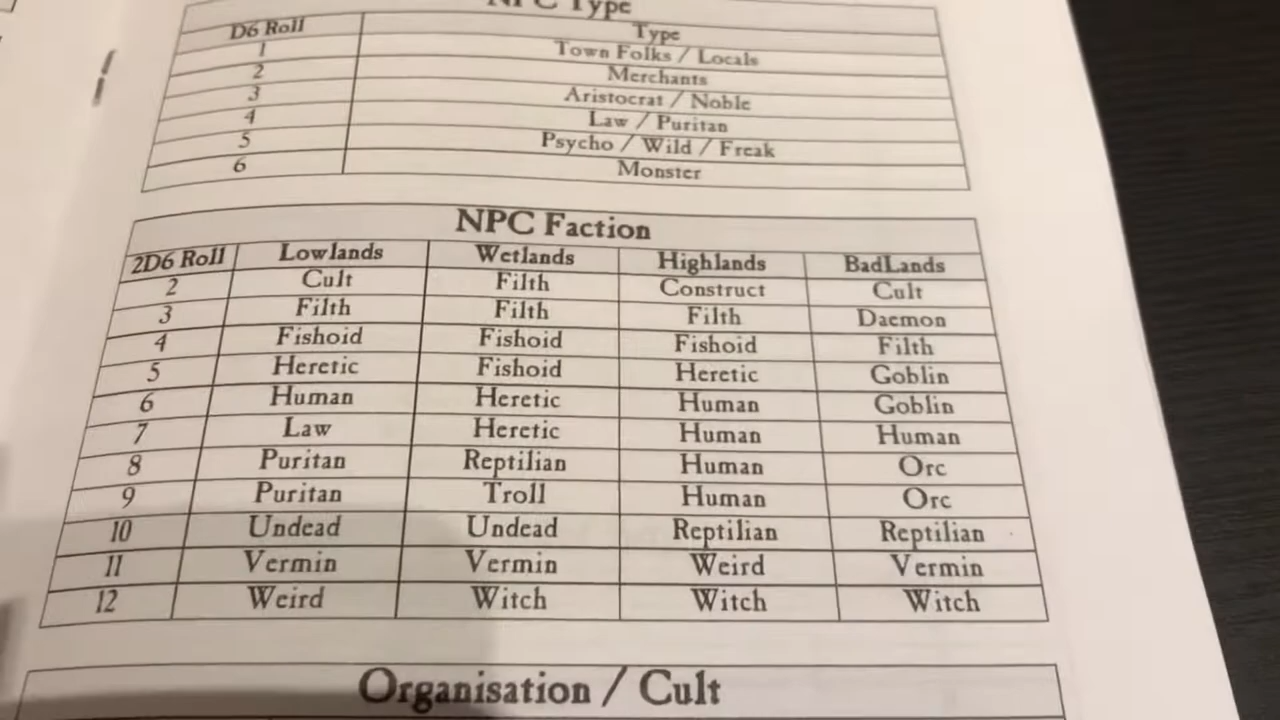 NPC Type
D6 Roll Type
1 Town Folks / Locals
2 Merchants
3 Aristocrat / Noble
4 Law / Puritan
5 Psycho / Wild / Freak
6 Monster
NPC Faction
2D6 Roll Lowlands Wetlands Highlands BadLands
2 Cult Filth Construct Cult
3 Filth Filth Filth Daemon
4 Fishoid Fishoid Fishoid Filth
5 Heretic Fishoid Heretic Goblin
6 Human Heretic Human Goblin
7 Law Heretic Human Human
8 Puritan Reptilian Human Orc
9 Puritan Troll Human Orc
10 Undead Undead Reptilian Reptilian
11 Vermin Vermin Weird Vermin
12 Weird Witch Witch Witch
Organisation / Cult